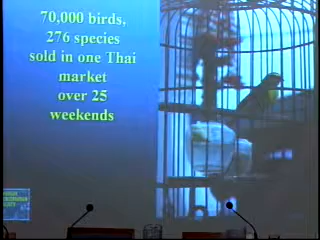 70,000 birds,
276 species
sold in one Thai
market
over 25
weekends